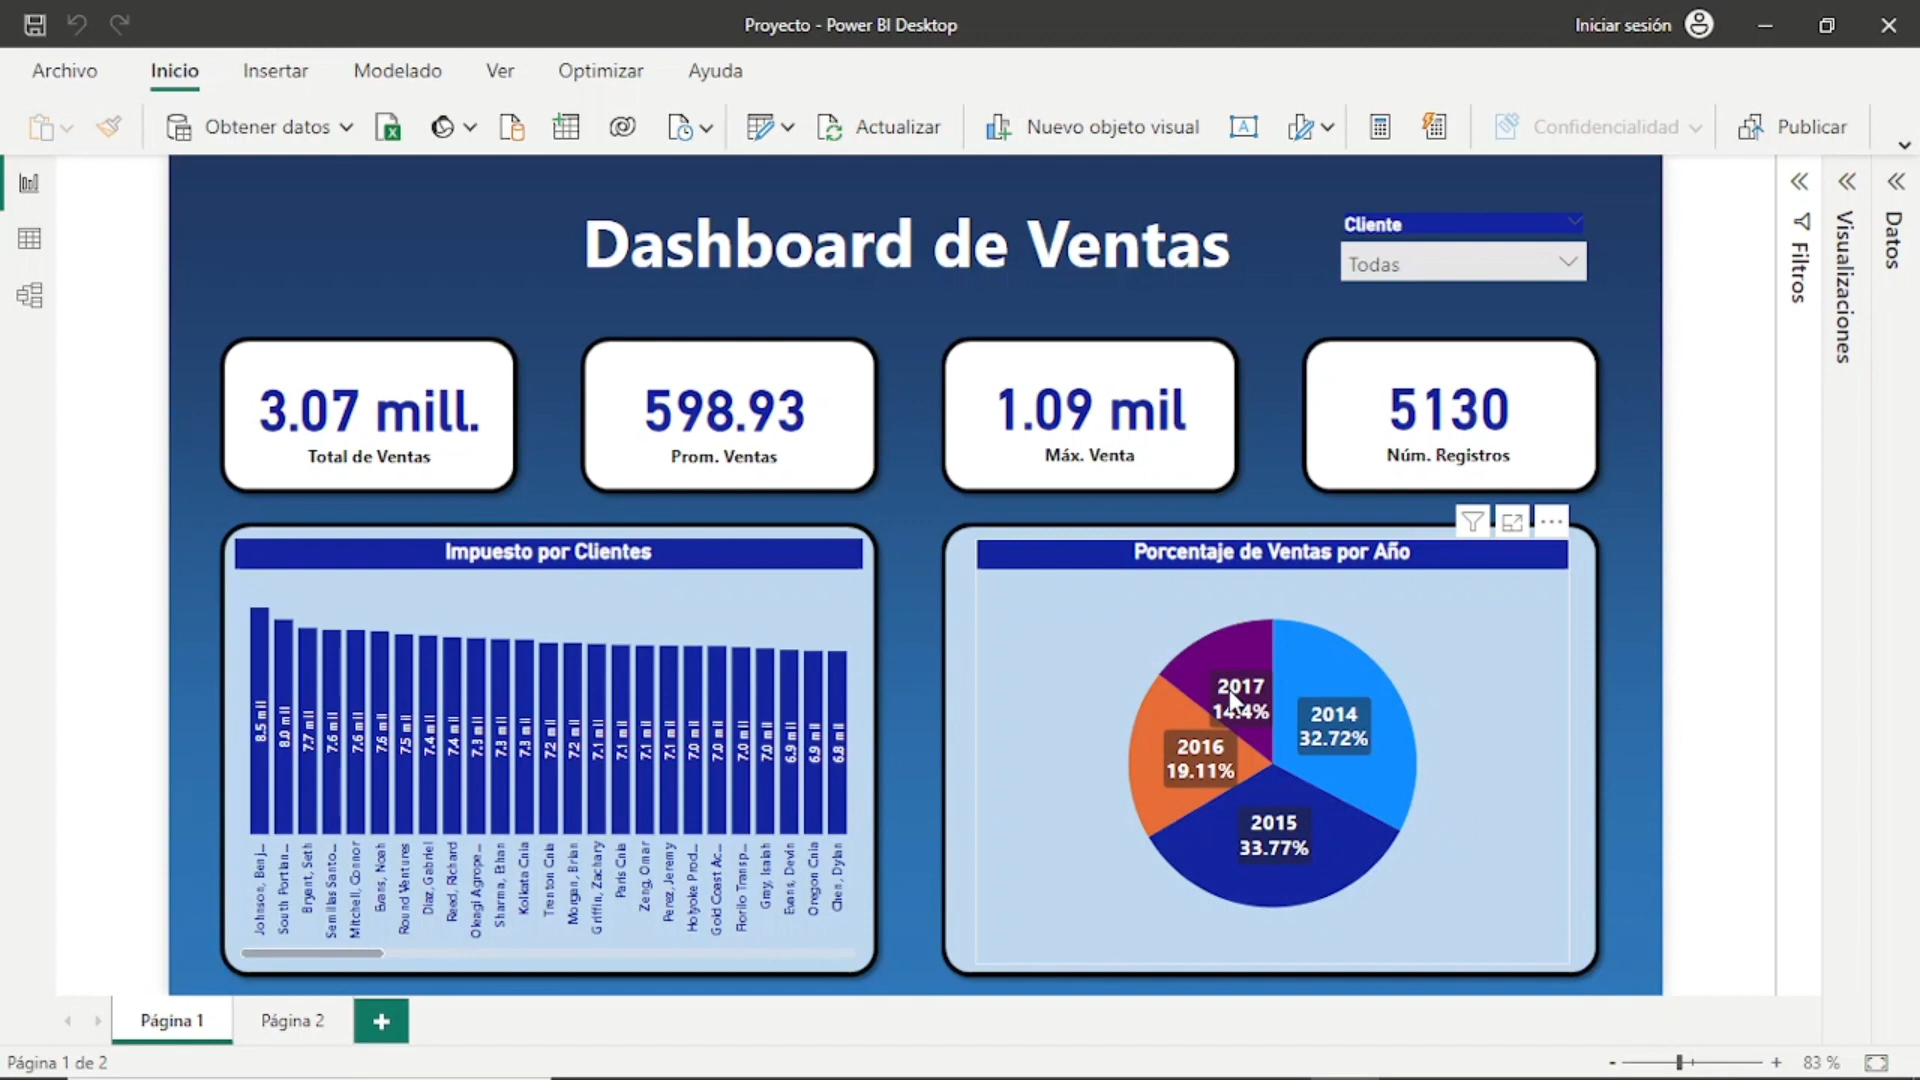 Proyecto - Power BI Desktop
Iniciar sesión
Archivo
Inicio
Insertar
Modelado
Ver
Optimizar
Ayuda
Obtener datos
Actualizar
Nuevo objeto visual
Confidencialidad
Publicar
Dashboard de Ventas
Cliente
Todas
Filtros
Visualizaciones
Datos
3.07 mill.
Total de Ventas
598.93
Prom. Ventas
1.09 mil
Máx. Venta
5130
Núm. Registros
Impuesto por Clientes
8.5 mil
8.0 mil
7.7 mil
7.6 mil
7.6 mil
7.6 mil
7.5 mil
7.4 mil
7.4 mil
7.3 mil
7.3 mil
7.3 mil
7.2 mil
7.2 mil
7.1 mil
7.1 mil
7.1 mil
7.1 mil
7.0 mil
7.0 mil
7.0 mil
7.0 mil
6.9 mil
6.9 mil
6.8 mil
Johnson, Benj...
South Portlan...
Bryant, Seth
Semillas Santo...
Mitchell, Connor
Evans, Noah
Round Ventures
Diaz, Gabriel
Reed, Richard
Oleagi Agrope...
Sharma, Ethan
Kolkata Cnia
Trenton Cnia
Morgan, Brian
Griffin, Zachary
Paris Cnia
Zeng, Omar
Perez, Jeremy
Holyoke Prod...
Gold Coast Ac...
Fiorilo Transp...
Gray, Isaiah
Evans, Devin
Oregon Cnia
Chen, Dylan
Porcentaje de Ventas por Año
2017
14.4%
2014
32.72%
2016
19.11%
2015
33.77%
Página 1
Página 2
Página 1 de 2
83 %